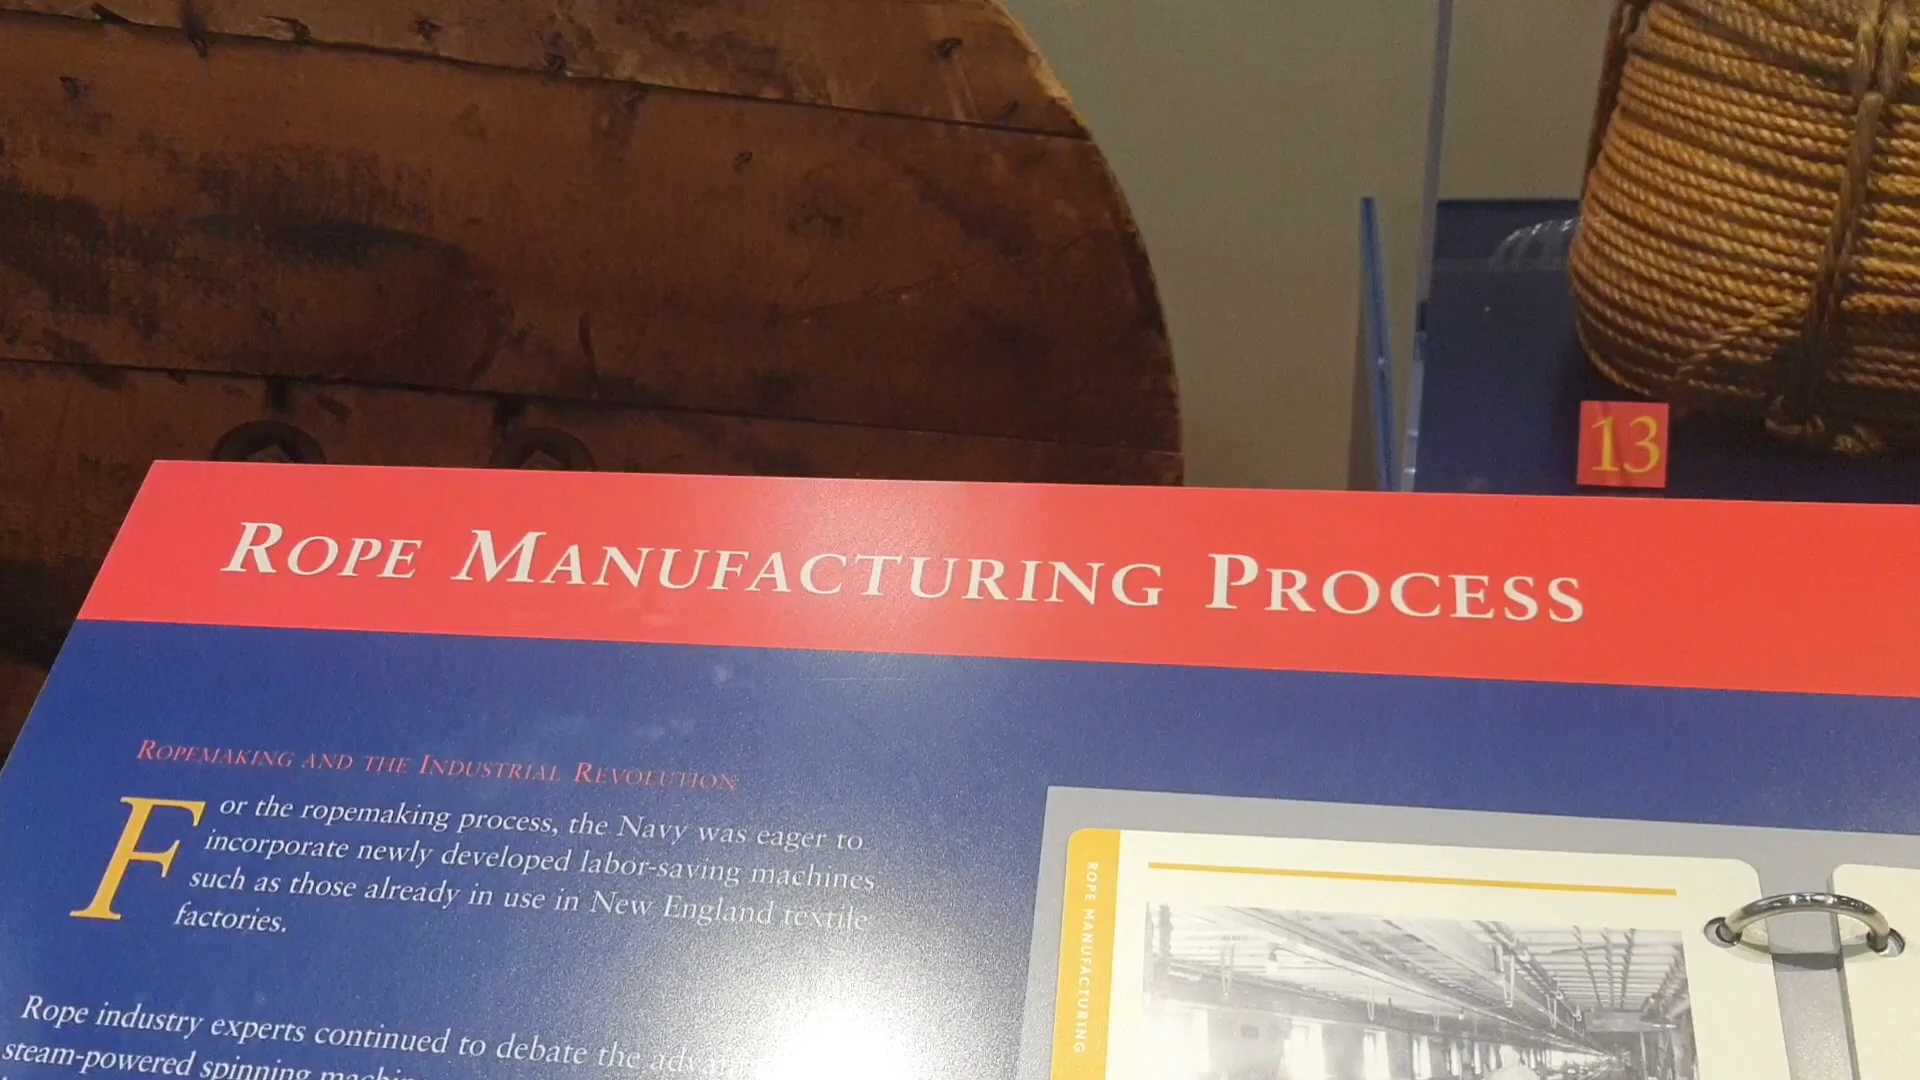 13
ROPE MANUFACTURING PROCESS
ROPEMAKING AND THE INDUSTRIAL REVOLUTION
For the ropemaking process, the Navy was eager to
incorporate newly developed labor-saving machines
such as those already in use in New England textile
factories.
Rope industry experts continued to debate the
steam-powered spinning
ROPE MANUFACTURING